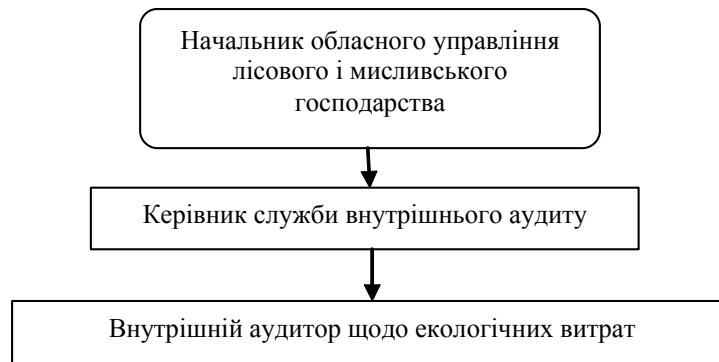 Начальник обласного управління
лісового і мисливського
господарства
Керівник служби внутрішнього аудиту
Внутрішній аудитор щодо екологічних витрат